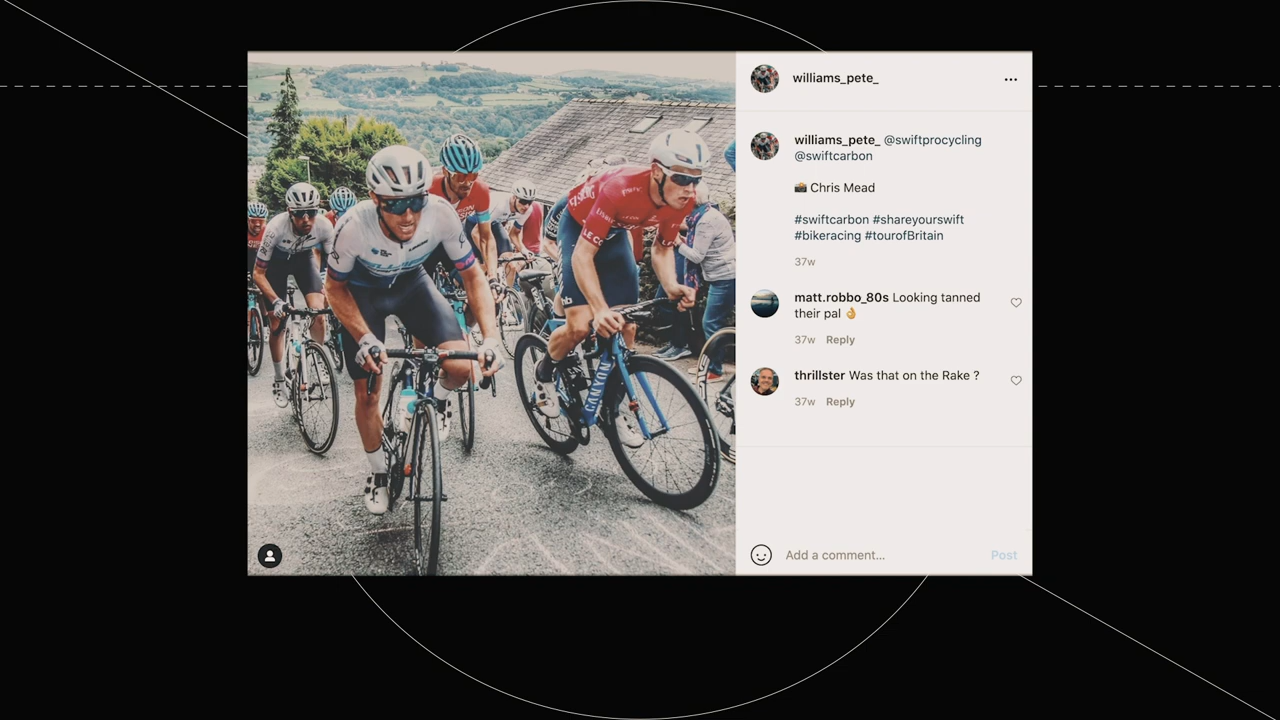 williams_pete_
williams_pete_ @swiftprocycling
@swiftcarbon
📸 Chris Mead
#swiftcarbon #shareyourswift
#bikeracing #tourofBritain
37w
matt.robbo_80s Looking tanned
their pal 👌
37w Reply
thrillster Was that on the Rake ?
37w Reply
Add a comment...
Post
CANYON